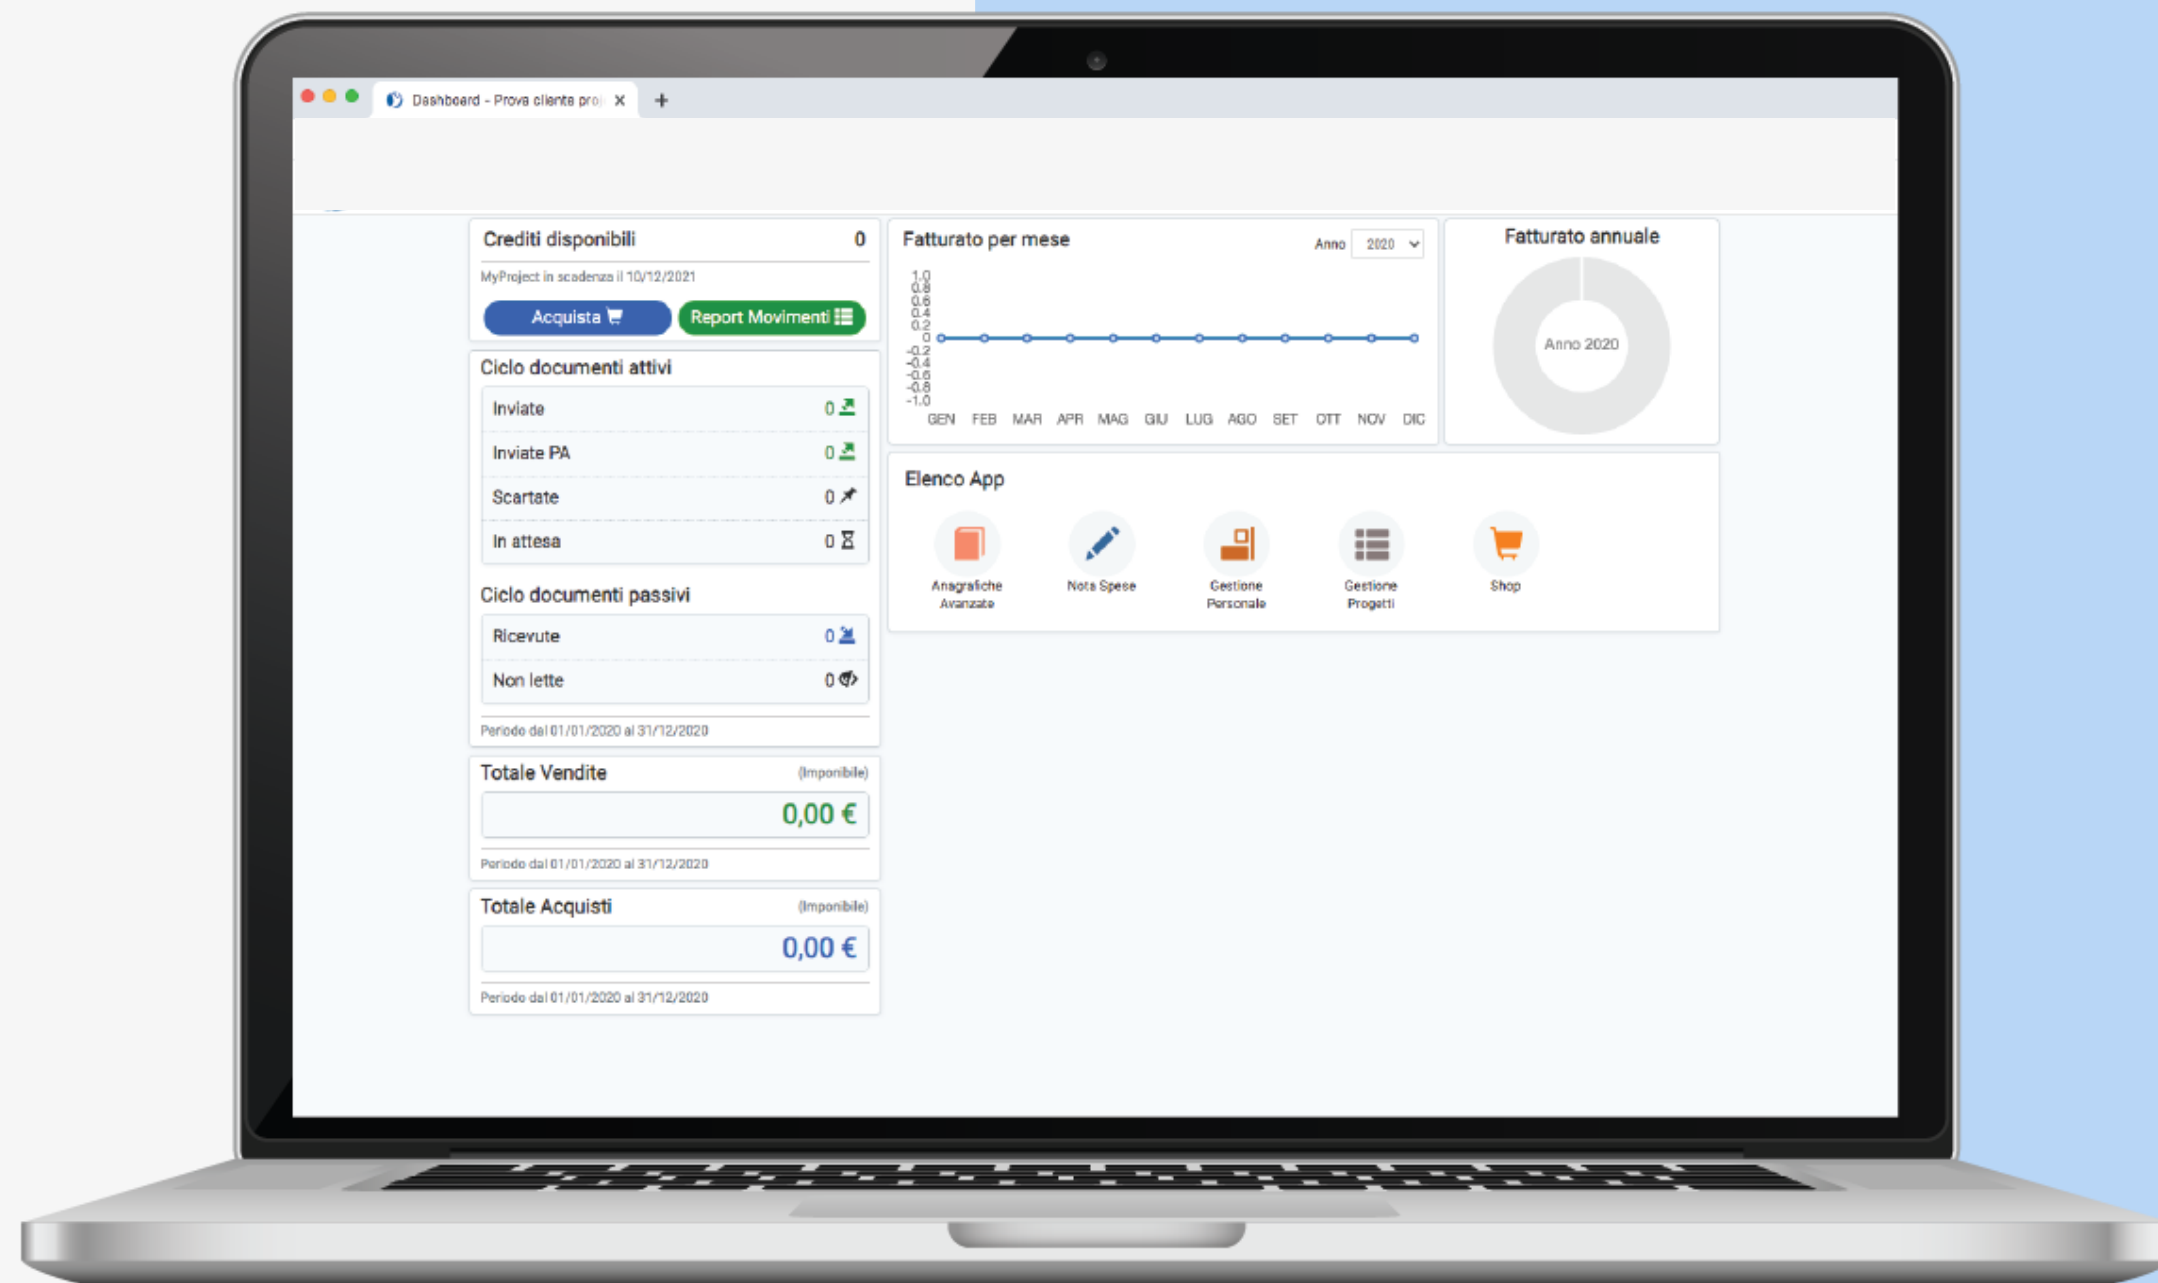 Dashboard - Prova cliente proj
Crediti disponibili 0
MyProject in scadenza il 10/12/2021
Acquista
Report Movimenti
Ciclo documenti attivi
Inviate 0
Inviate PA 0
Scartate 0
In attesa 0
Ciclo documenti passivi
Ricevute 0
Non lette 0
Periodo dal 01/01/2020 al 31/12/2020
Totale Vendite (Imponibile)
0,00 €
Periodo dal 01/01/2020 al 31/12/2020
Totale Acquisti (Imponibile)
0,00 €
Periodo dal 01/01/2020 al 31/12/2020
Fatturato per mese
Anno 2020
1.0
0.8
0.6
0.4
0.2
0
-0.2
-0.4
-0.6
-0.8
-1.0
GEN FEB MAR APR MAG GIU LUG AGO SET OTT NOV DIC
Fatturato annuale
Anno 2020
Elenco App
Anagrafiche
Avanzate
Nota Spese
Gestione
Personale
Gestione
Progetti
Shop